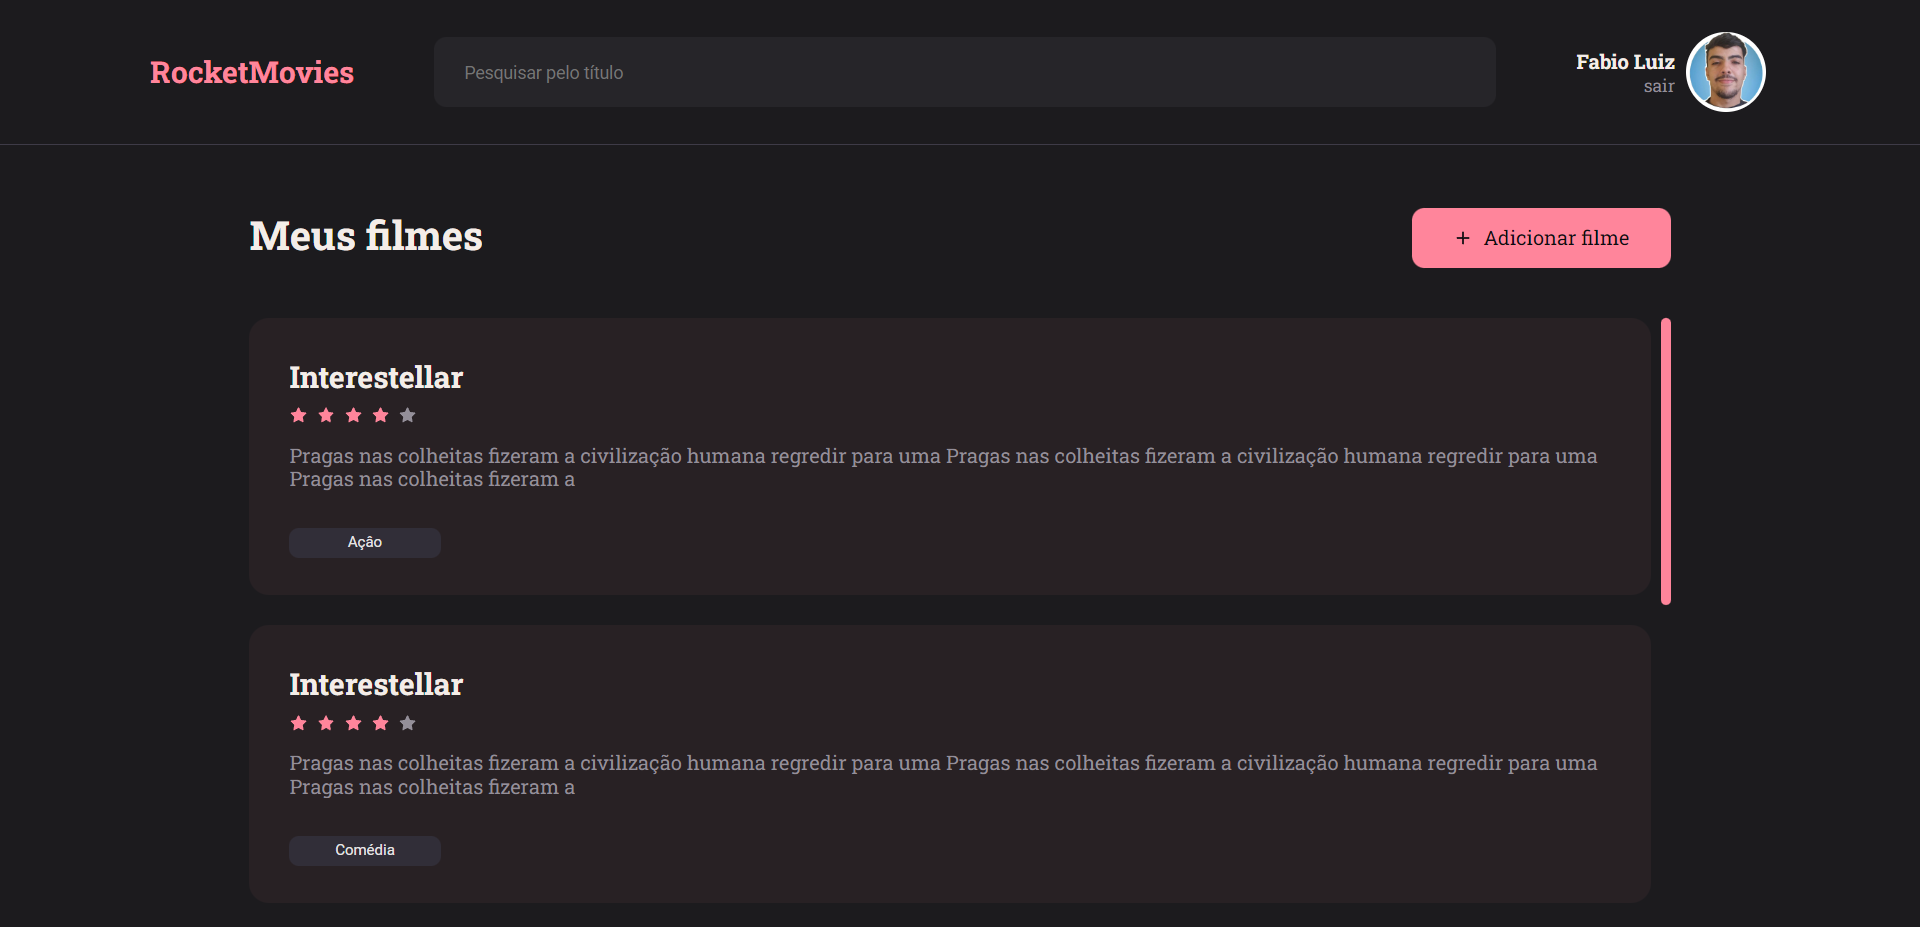 RocketMovies
Pesquisar pelo título
Fabio Luiz
sair
Meus filmes
+ Adicionar filme
Interestellar
Pragas nas colheitas fizeram a civilização humana regredir para uma Pragas nas colheitas fizeram a civilização humana regredir para uma
Pragas nas colheitas fizeram a
Açâo
Interestellar
Pragas nas colheitas fizeram a civilização humana regredir para uma Pragas nas colheitas fizeram a civilização humana regredir para uma
Pragas nas colheitas fizeram a
Comédia